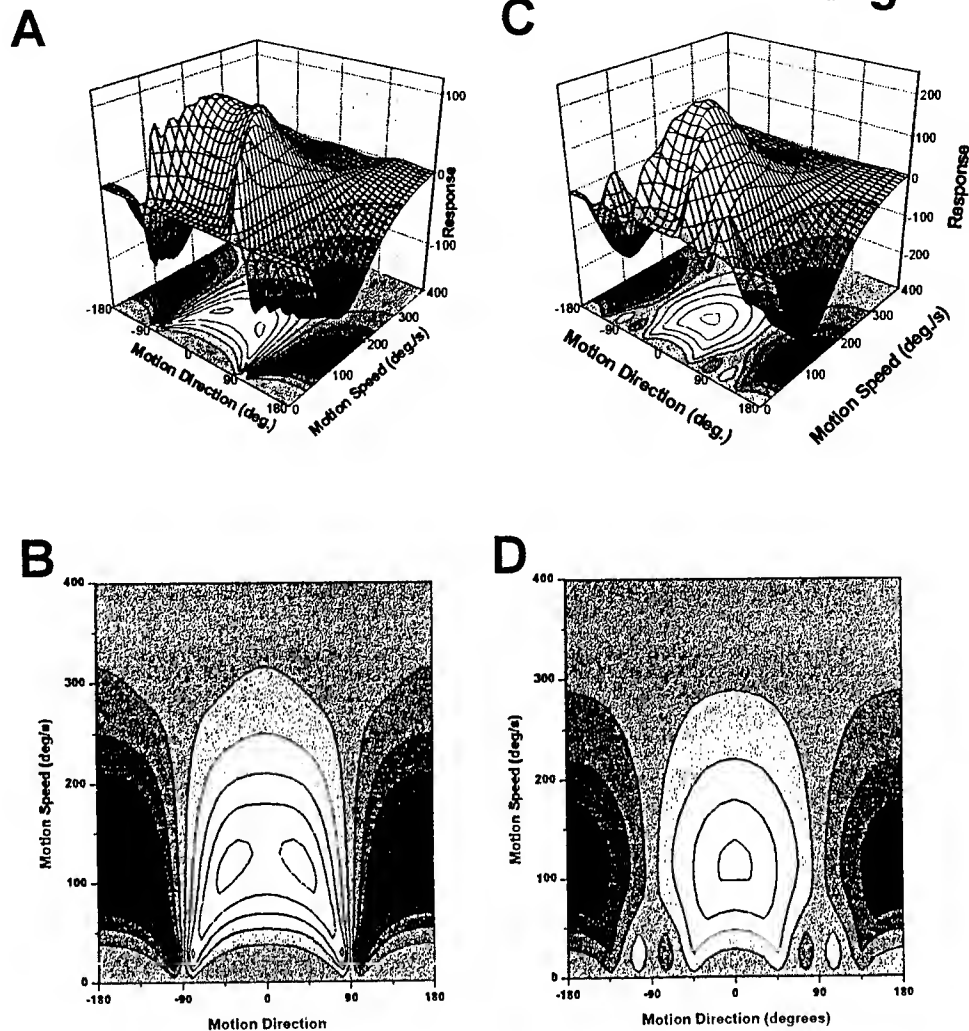 g
A
100
0
-100
Response
400
300
200
100
0
-180
-90
0
90
180
Motion Direction (deg.)
Motion Speed (deg./s)
C
200
100
0
-100
-200
Response
400
300
200
100
0
-180
-90
0
90
180
Motion Direction (deg.)
Motion Speed (deg./s)
B
400
300
200
100
0
Motion Speed (deg/s)
-180 -90 0 90 180
Motion Direction
D
400
300
200
100
0
Motion Speed (deg/s)
-180 -90 0 90 180
Motion Direction (degrees)